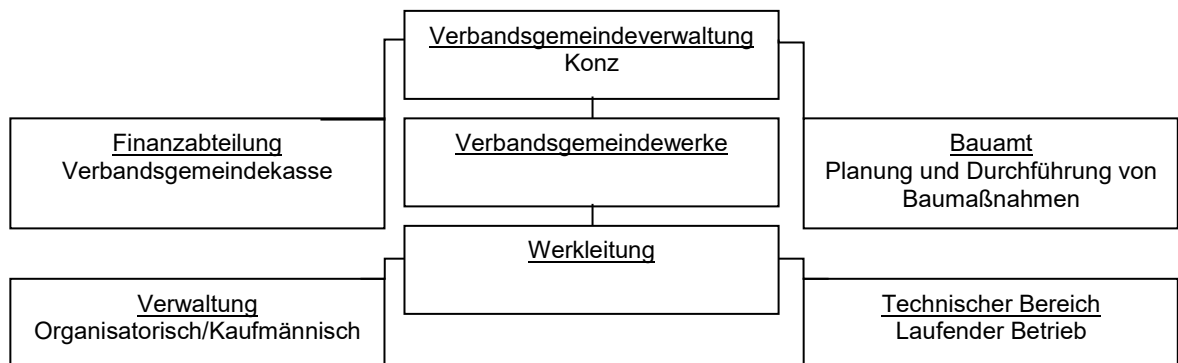 Verbandsgemeindeverwaltung
Konz
Finanzabteilung
Verbandsgemeindekasse
Verbandsgemeindewerke
Bauamt
Planung und Durchführung von
Baumaßnahmen
Werkleitung
Verwaltung
Organisatorisch/Kaufmännisch
Technischer Bereich
Laufender Betrieb